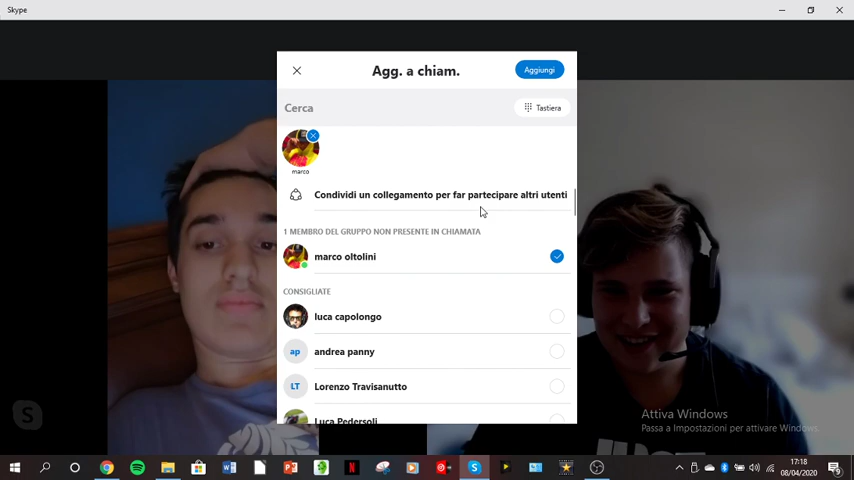 Skype
Agg. a chiam.
Aggiungi
Cerca
Tastiera
marco
Condividi un collegamento per far partecipare altri utenti
1 MEMBRO DEL GRUPPO NON PRESENTE IN CHIAMATA
marco oltolini
CONSIGLIATE
luca capolongo
ap
andrea panny
LT
Lorenzo Travisanutto
Luca Pedersoli
Attiva Windows
Passa a Impostazioni per attivare Windows.
17:18
08/04/2020